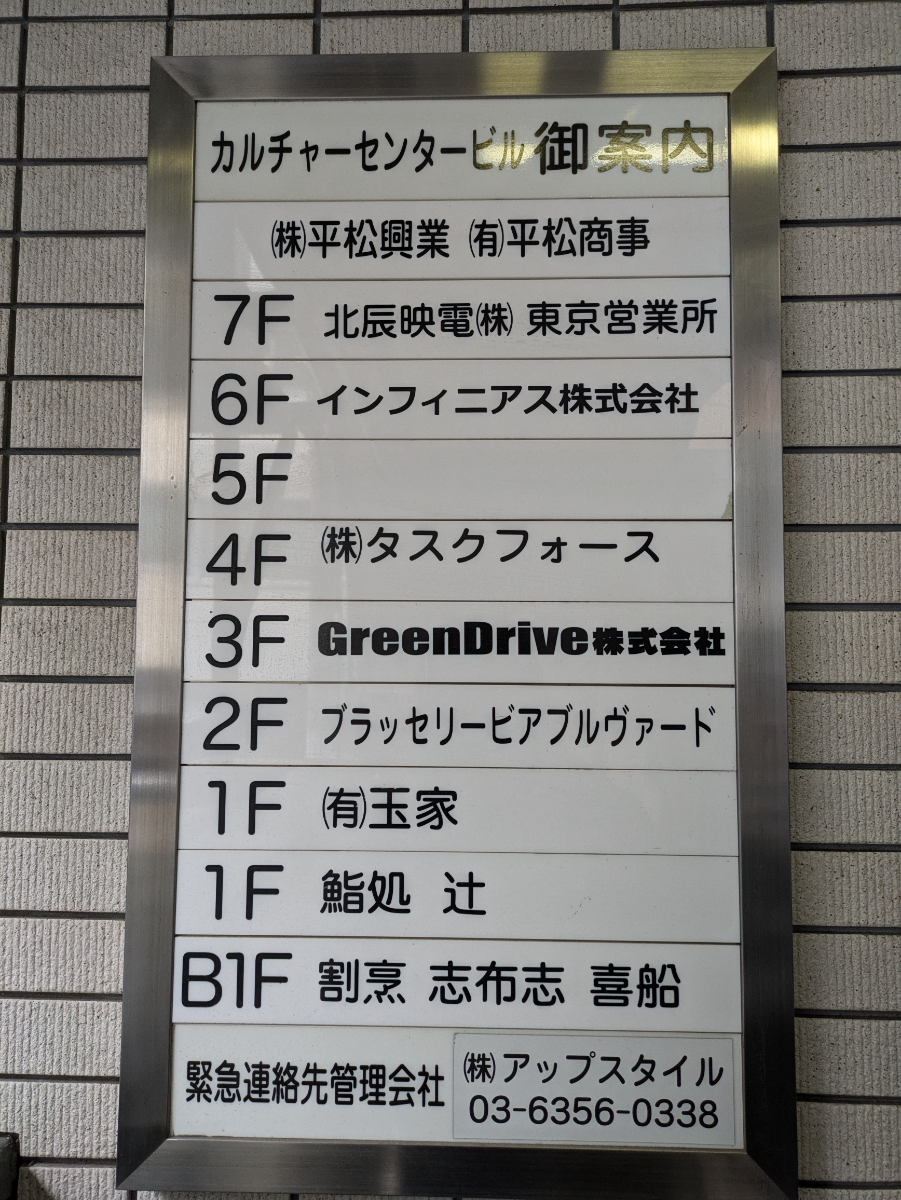 カルチャーセンタービル御案内
㈱平松興業 ㈲平松商事
7F 北辰映電㈱ 東京営業所
6F インフィニアス株式会社
5F
4F ㈱タスクフォース
3F GreenDrive株式会社
2F ブラッセリービアブルヴァード
1F ㈲玉家
1F 鮨処 辻
B1F 割烹 志布志 喜船
緊急連絡先管理会社
㈱アップスタイル
03-6356-0338